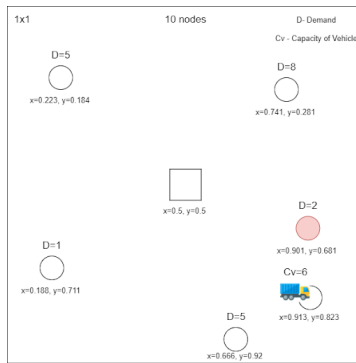 1x1
10 nodes
D- Demand
Cv - Capacity of Vehicle
D=5
x=0.223, y=0.184
D=8
x=0.741, y=0.281
x=0.5, y=0.5
D=2
x=0.901, y=0.681
D=1
x=0.188, y=0.711
Cv=6
x=0.913, y=0.823
D=5
x=0.666, y=0.92